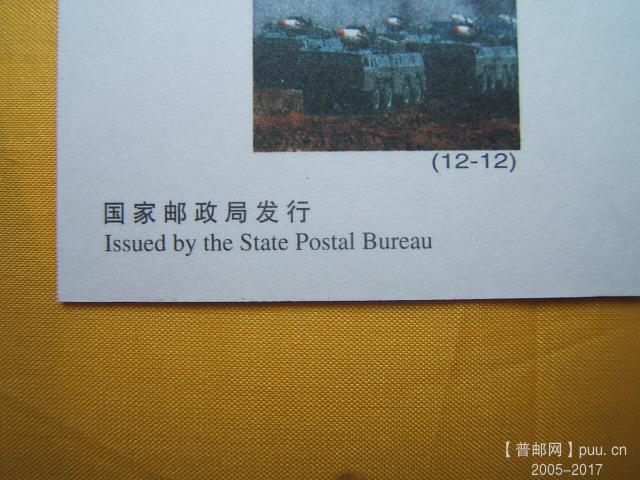 (12-12)
国家邮政局发行
Issued by the State Postal Bureau
【普邮网】puu.cn
2005-2017